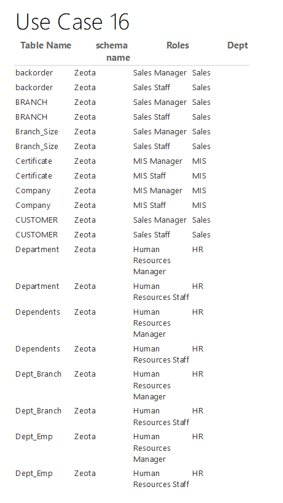 Use Case 16
Table Name schema Roles Dept
name
backorder Zeota Sales Manager Sales
backorder Zeota Sales Staff Sales
BRANCH Zeota Sales Manager Sales
BRANCH Zeota Sales Staff Sales
Branch_Size Zeota Sales Manager Sales
Branch_Size Zeota Sales Staff Sales
Certificate Zeota MIS Manager MIS
Certificate Zeota MIS Staff MIS
Company Zeota MIS Manager MIS
Company Zeota MIS Staff MIS
CUSTOMER Zeota Sales Manager Sales
CUSTOMER Zeota Sales Staff Sales
Department Zeota Human HR
Resources
Manager
Department Zeota Human HR
Resources Staff
Dependents Zeota Human HR
Resources
Manager
Dependents Zeota Human HR
Resources Staff
Dept_Branch Zeota Human HR
Resources
Manager
Dept_Branch Zeota Human HR
Resources Staff
Dept_Emp Zeota Human HR
Resources
Manager
Dept_Emp Zeota Human HR
Resources Staff